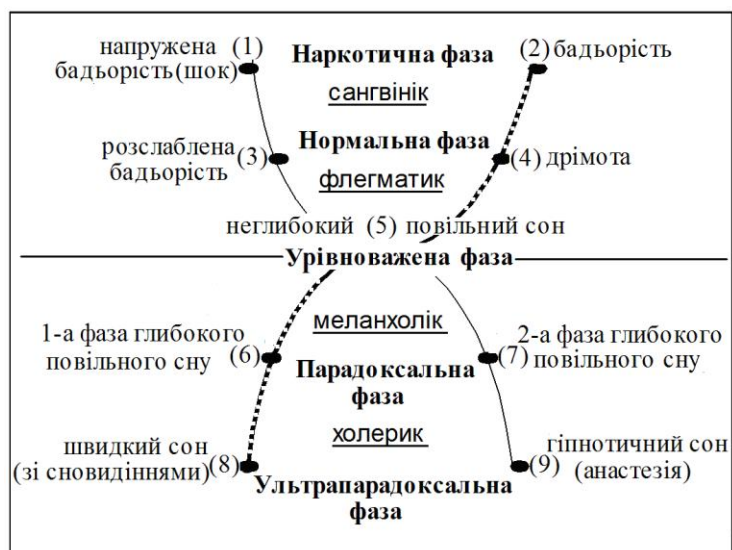 напружена (1)
бадьорість(шок)
Наркотична фаза
(2) бадьорість
сангвінік
розслаблена (3)
бадьорість
Нормальна фаза
(4) дрімота
флегматик
неглибокий (5) повільний сон
Урівноважена фаза
меланхолік
1-а фаза глибокого
повільного сну (6)
2-а фаза глибокого
(7) повільного сну
Парадоксальна
фаза
холерик
швидкий сон (8)
(зі сновидіннями)
гіпнотичний сон
(9) (анастезія)
Ультрапарадоксальна
фаза